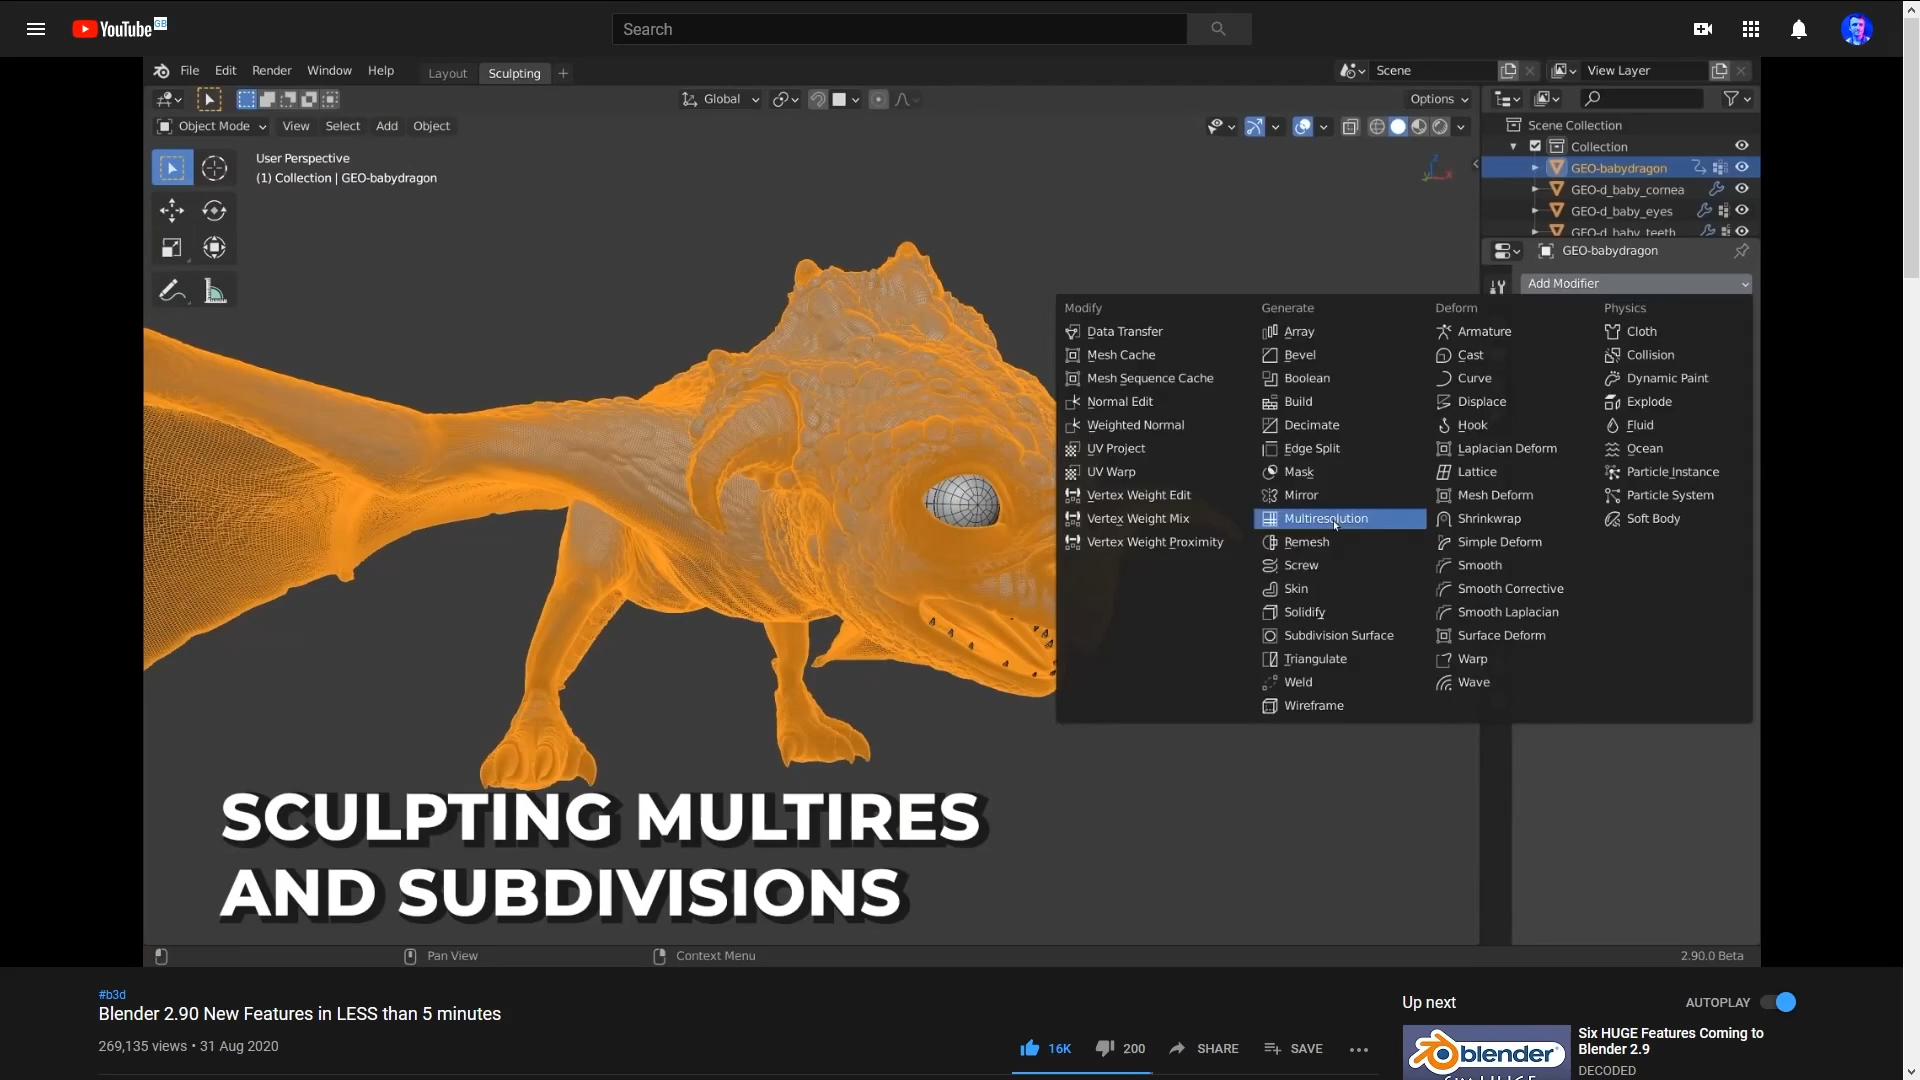 YouTube GB
Search
File Edit Render Window Help Layout Sculpting +
Scene
View Layer
Global
Options
Object Mode View Select Add Object
User Perspective
(1) Collection | GEO-babydragon
Scene Collection
Collection
GEO-babydragon
GEO-d_baby_cornea
GEO-d_baby_eyes
GEO-d_baby_teeth
GEO-babydragon
Add Modifier
Modify
Data Transfer
Mesh Cache
Mesh Sequence Cache
Normal Edit
Weighted Normal
UV Project
UV Warp
Vertex Weight Edit
Vertex Weight Mix
Vertex Weight Proximity
Generate
Array
Bevel
Boolean
Build
Decimate
Edge Split
Mask
Mirror
Multiresolution
Remesh
Screw
Skin
Solidify
Subdivision Surface
Triangulate
Weld
Wireframe
Deform
Armature
Cast
Curve
Displace
Hook
Laplacian Deform
Lattice
Mesh Deform
Shrinkwrap
Simple Deform
Smooth
Smooth Corrective
Smooth Laplacian
Surface Deform
Warp
Wave
Physics
Cloth
Collision
Dynamic Paint
Explode
Fluid
Ocean
Particle Instance
Particle System
Soft Body
SCULPTING MULTIRES
AND SUBDIVISIONS
Pan View
Context Menu
2.90.0 Beta
#b3d
Blender 2.90 New Features in LESS than 5 minutes
269,135 views • 31 Aug 2020
16K 200 SHARE SAVE
Up next
AUTOPLAY
blender
SIX HUGE
Six HUGE Features Coming to
Blender 2.9
DECODED